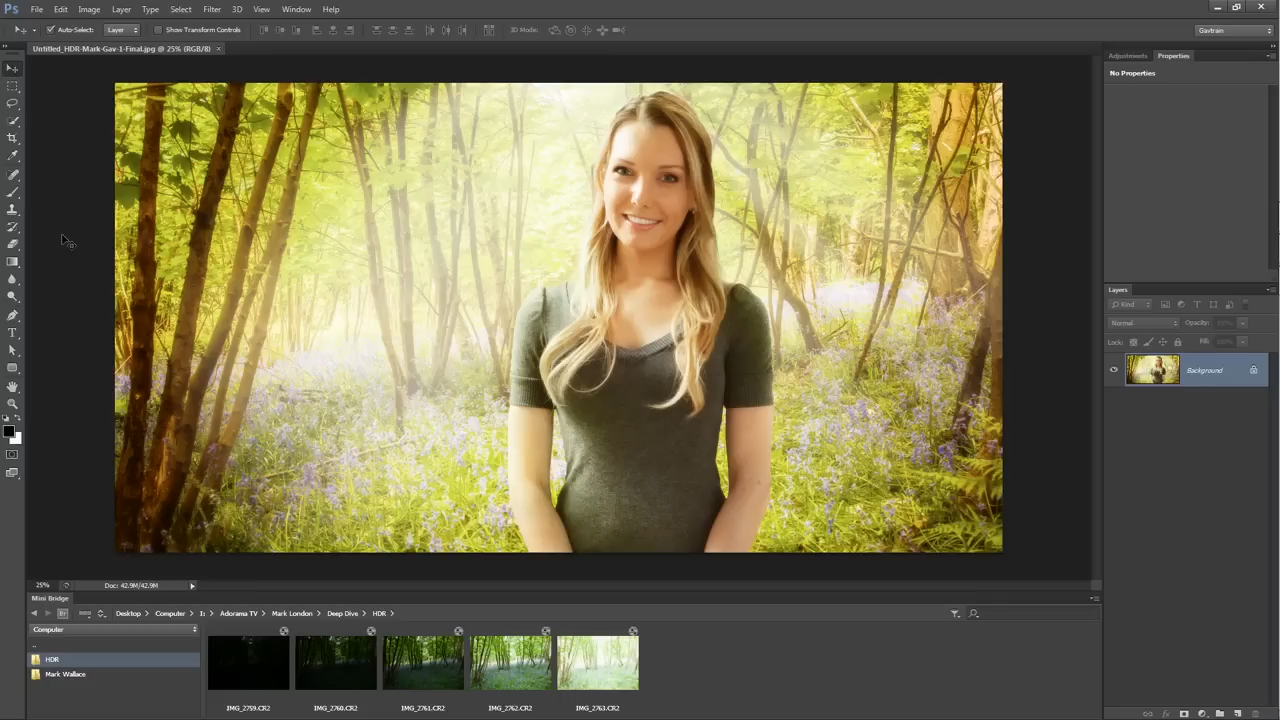 Ps File Edit Image Layer Type Select Filter 3D View Window Help
Auto-Select: Layer Show Transform Controls 3D Mode: Gavtrain
Untitled_HDR-Mark-Gav-1-Final.jpg @ 25% (RGB/8) ×
Adjustments Properties
No Properties
Layers
Kind
Normal Opacity: 100%
Lock: Fill: 100%
Background
25% Doc: 42.9M/42.9M
Mini Bridge
Br Desktop Computer I: Adorama TV Mark London Deep Dive HDR
Computer
..
HDR
Mark Wallace
IMG_2759.CR2 IMG_2760.CR2 IMG_2761.CR2 IMG_2762.CR2 IMG_2763.CR2